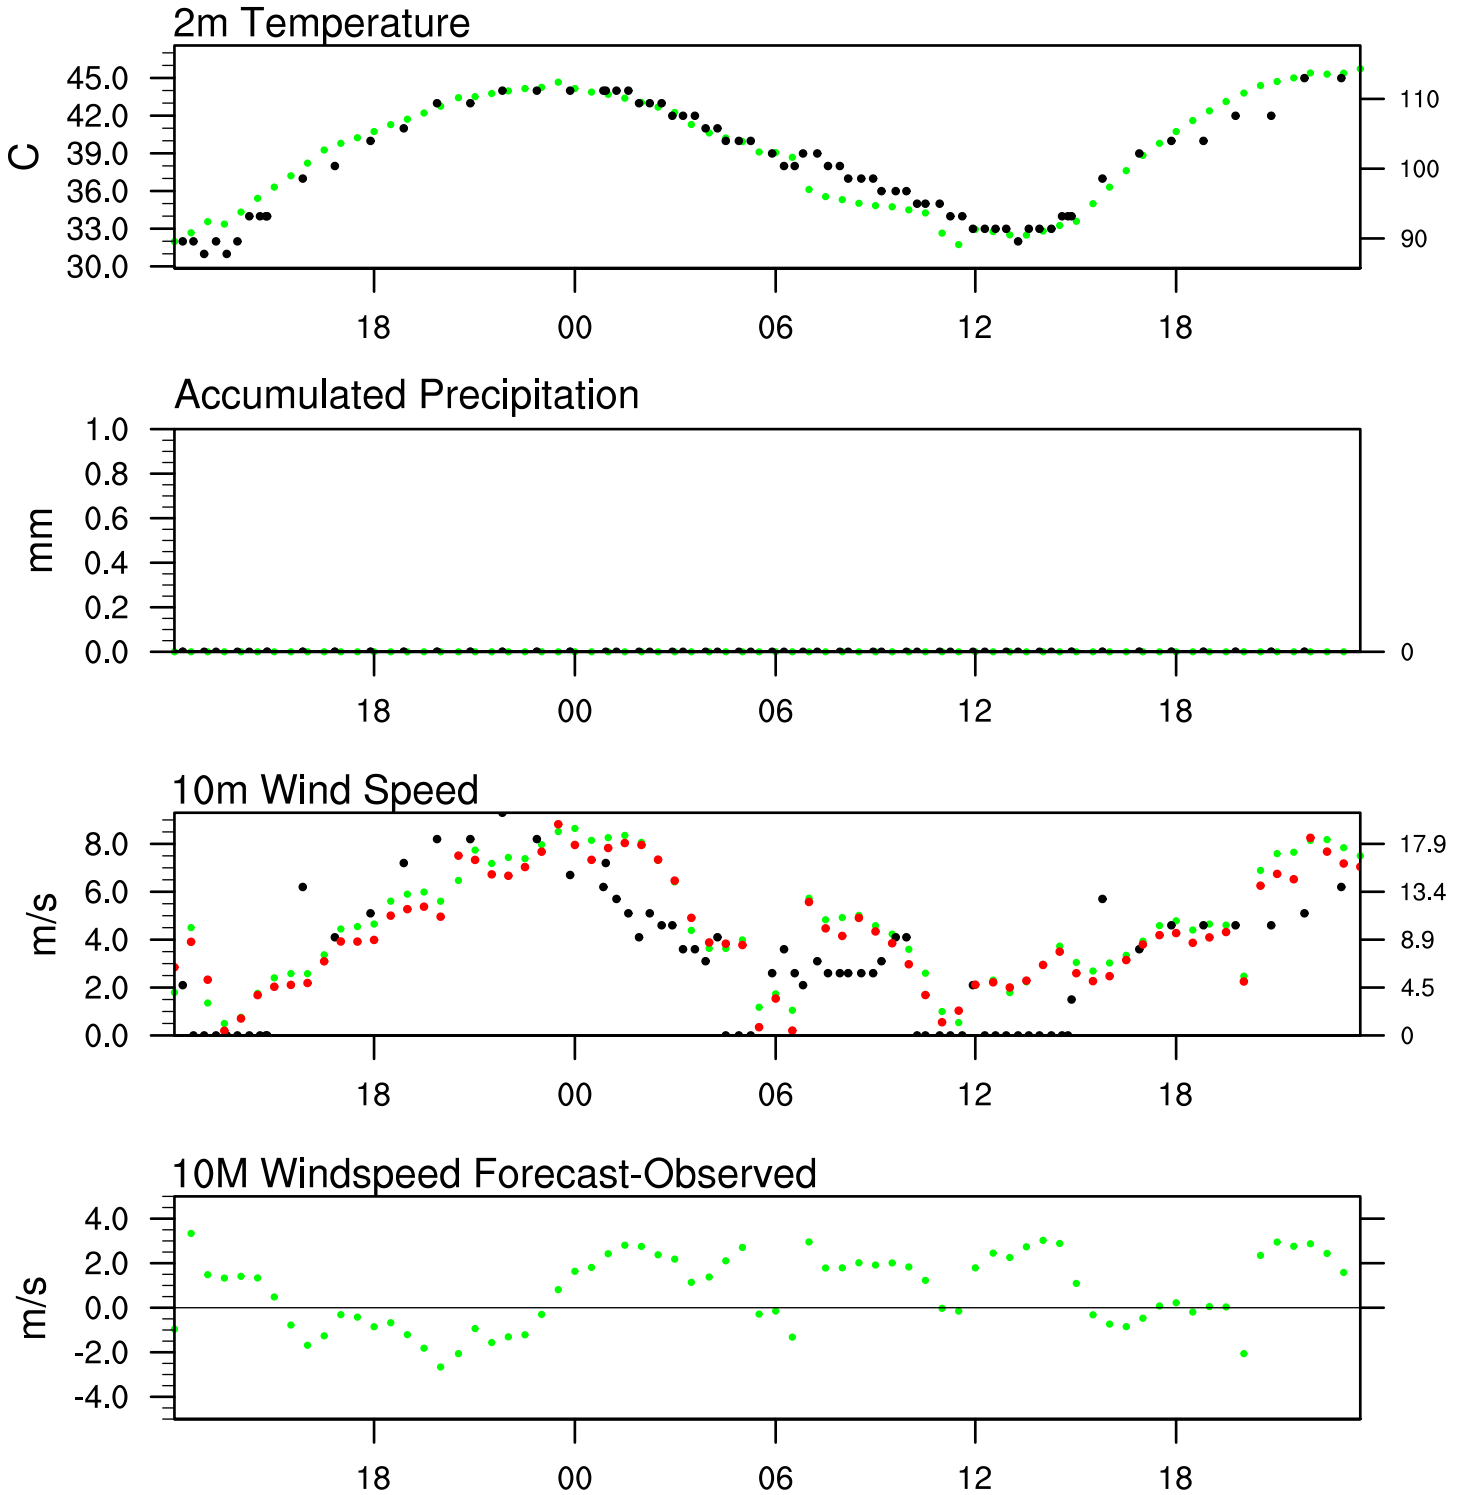 2m Temperature
45.0
42.0
39.0
36.0
33.0
30.0
C
110
100
90
18 00 06 12 18
Accumulated Precipitation
1.0
0.8
0.6
0.4
0.2
0.0
mm
0
18 00 06 12 18
10m Wind Speed
8.0
6.0
4.0
2.0
0.0
m/s
17.9
13.4
8.9
4.5
0
18 00 06 12 18
10M Windspeed Forecast-Observed
4.0
2.0
0.0
-2.0
-4.0
m/s
18 00 06 12 18